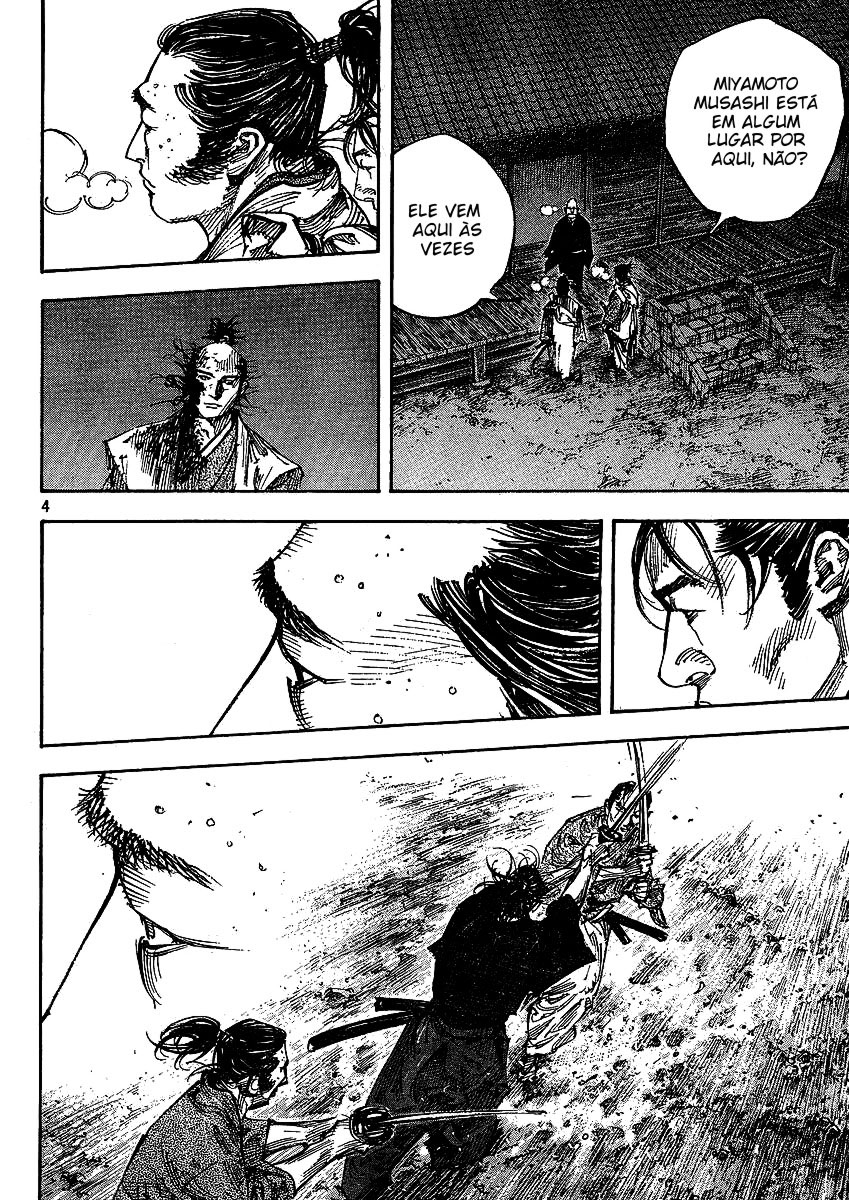 MIYAMOTO
MUSASHI ESTÁ
EM ALGUM
LUGAR POR
AQUI, NÃO?
ELE VEM
AQUI ÀS
VEZES
4